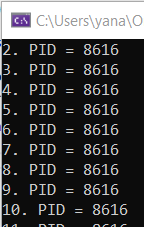 C:\Users\yana\O
2. PID = 8616
3. PID = 8616
4. PID = 8616
5. PID = 8616
6. PID = 8616
7. PID = 8616
8. PID = 8616
9. PID = 8616
10. PID = 8616